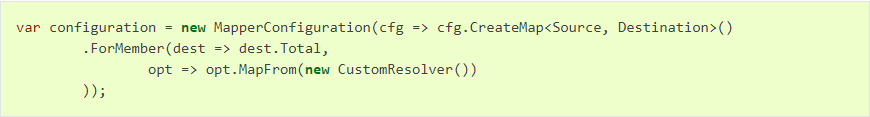 var configuration = new MapperConfiguration(cfg => cfg.CreateMap<Source, Destination>()
        .ForMember(dest => dest.Total,
                opt => opt.MapFrom(new CustomResolver())
        ));